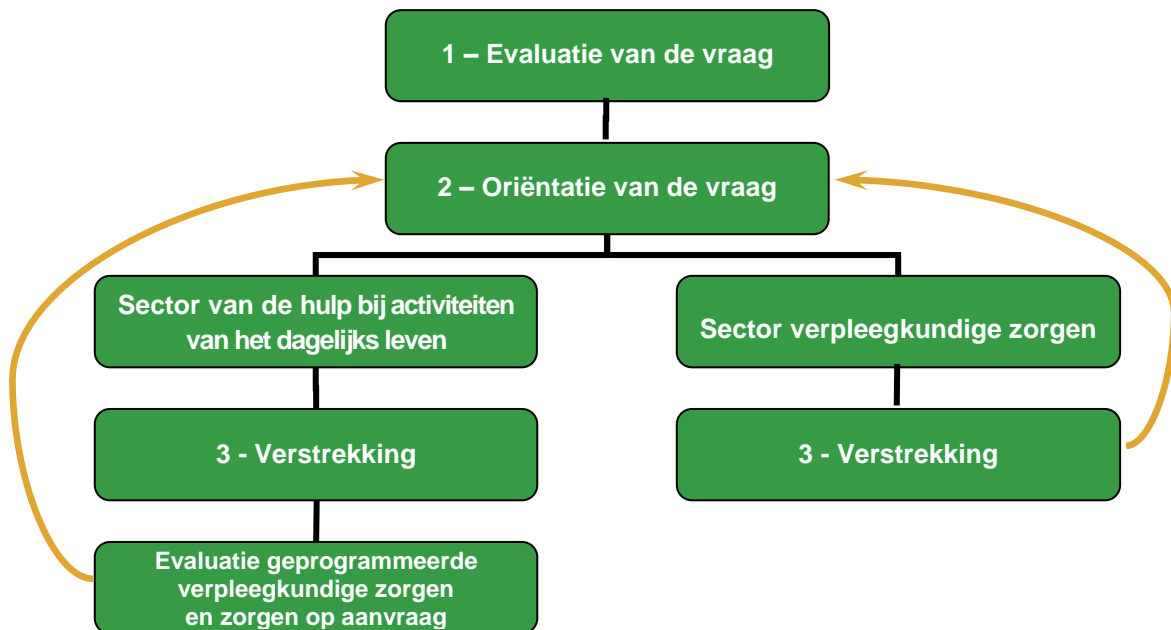 1 – Evaluatie van de vraag
2 – Oriëntatie van de vraag
Sector van de hulp bij activiteiten
van het dagelijks leven
Sector verpleegkundige zorgen
3 - Verstrekking
3 - Verstrekking
Evaluatie geprogrammeerde
verpleegkundige zorgen
en zorgen op aanvraag